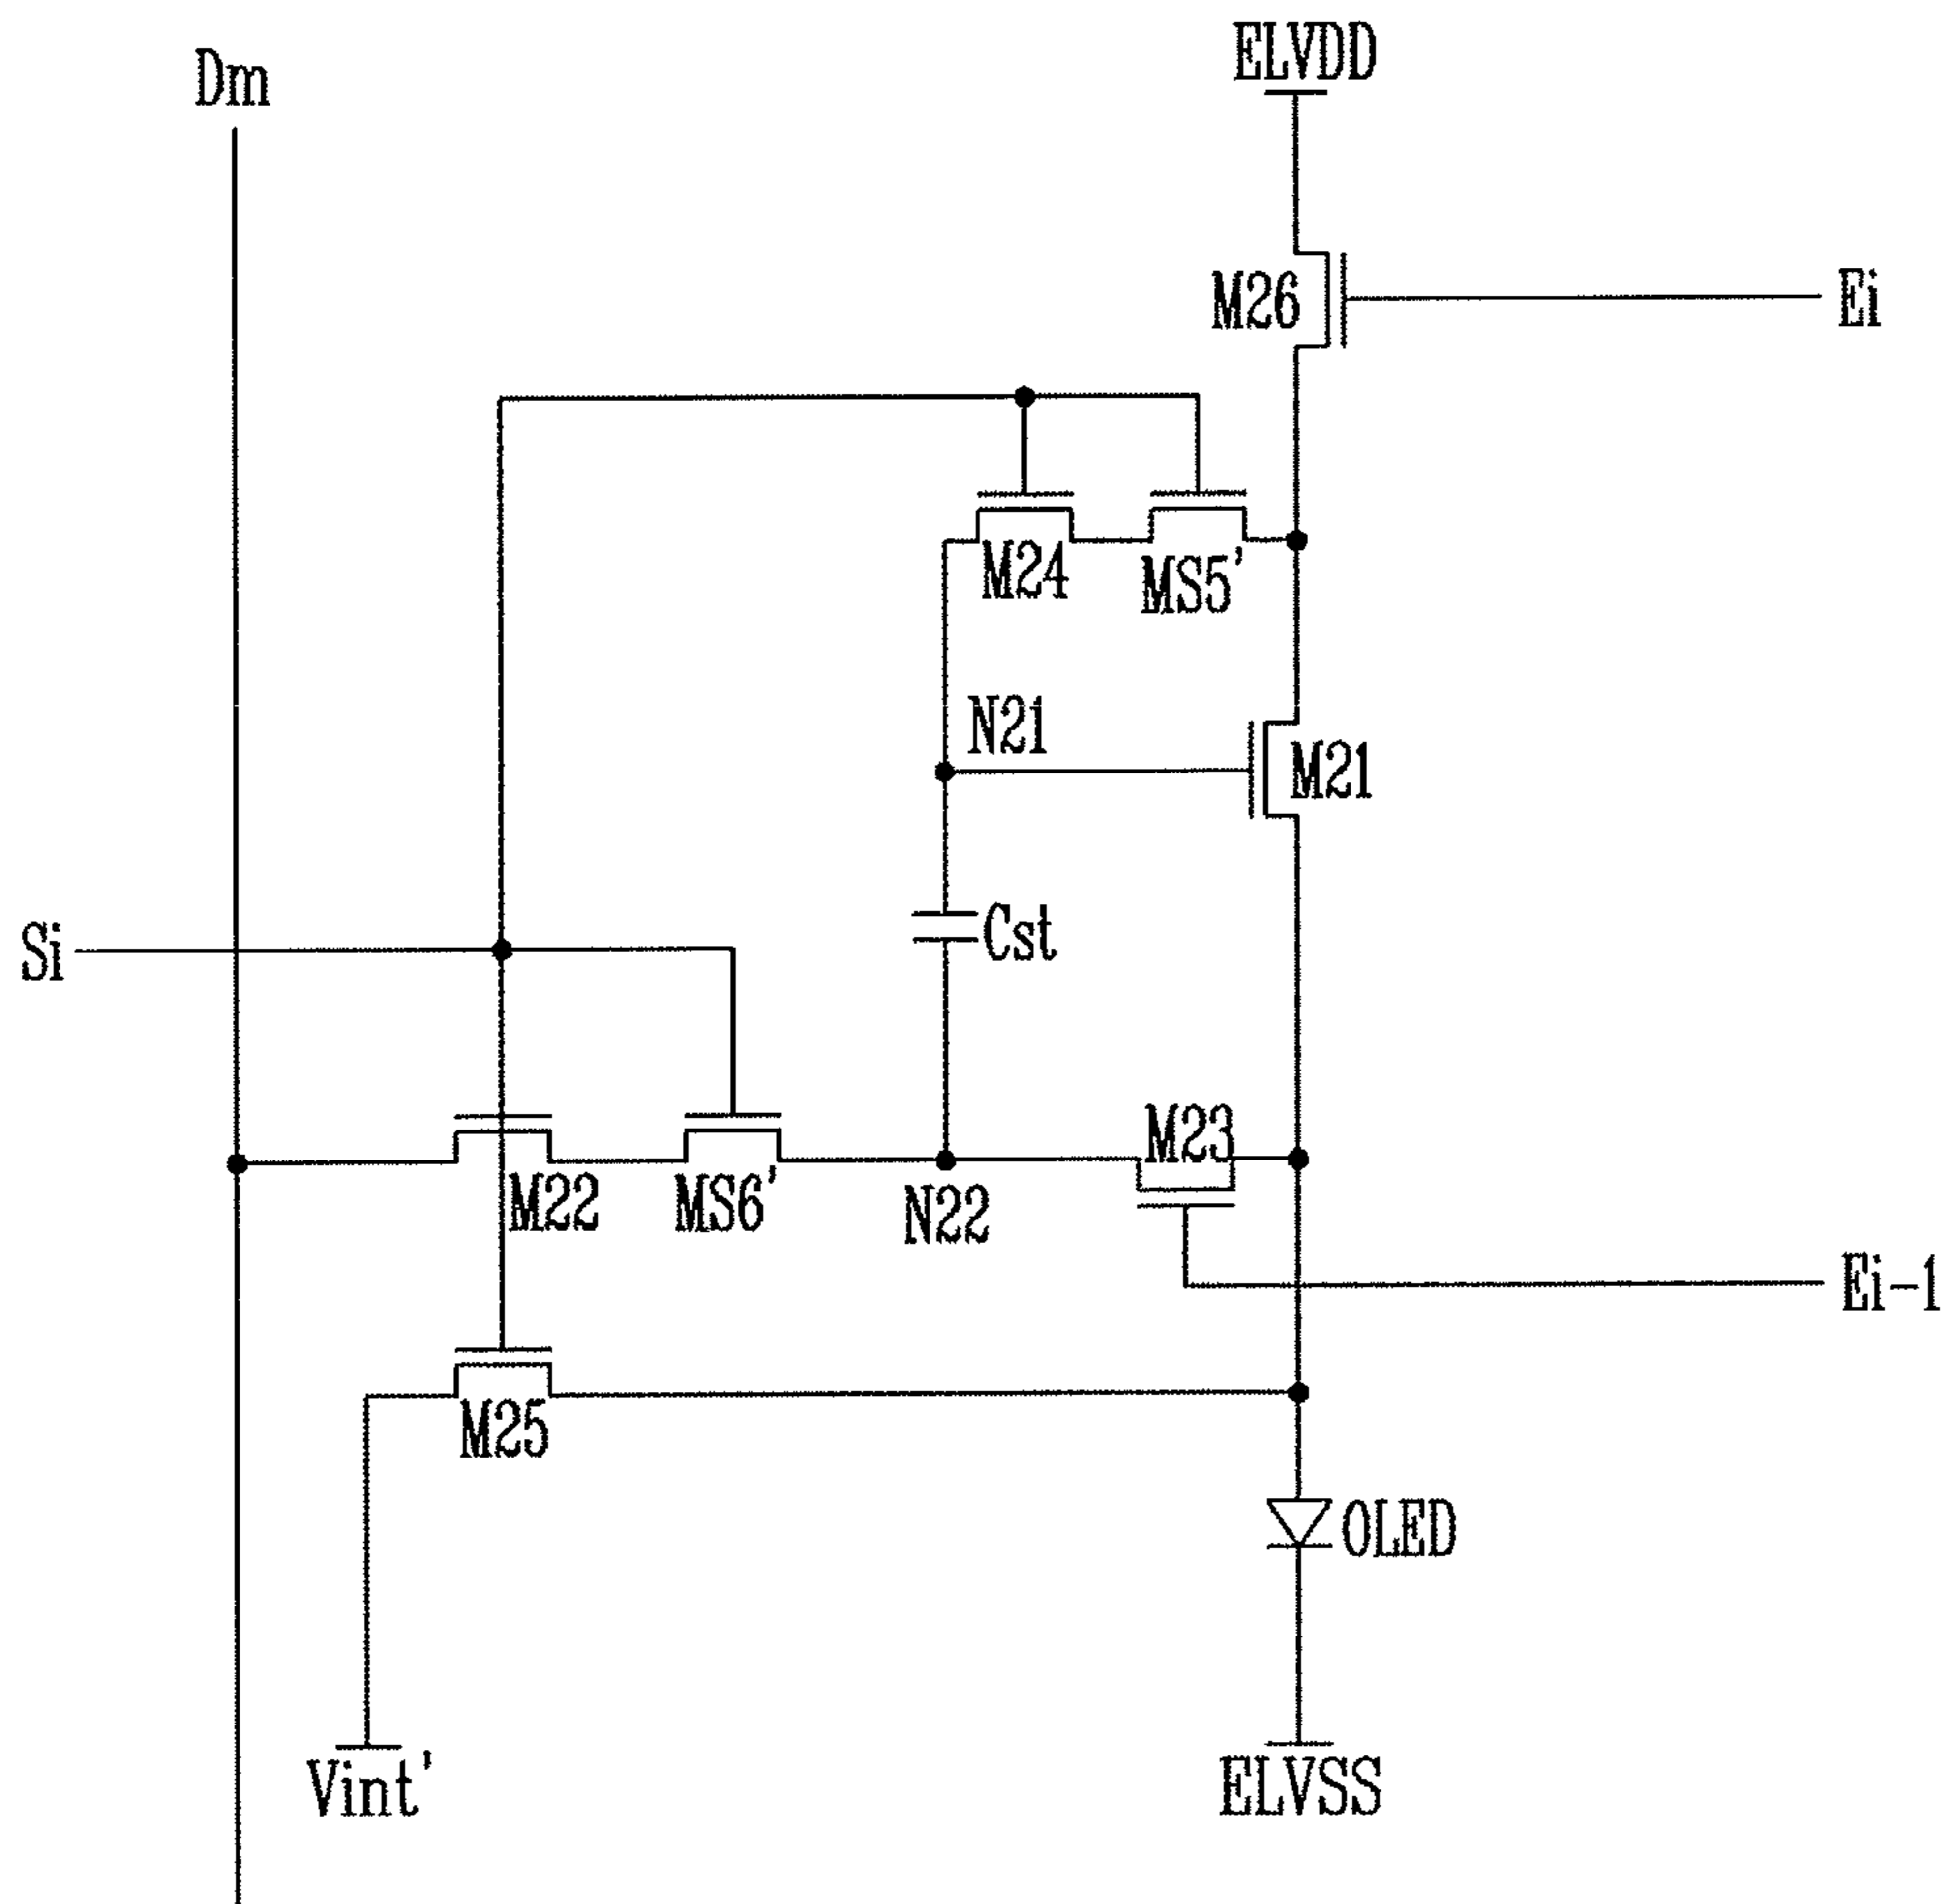 ELVDD
Dm
M26
Ei
M24
MS5'
N21
M21
Si
Cst
M23
M22
MS6'
N22
Ei-1
M25
OLED
Vint'
ELVSS